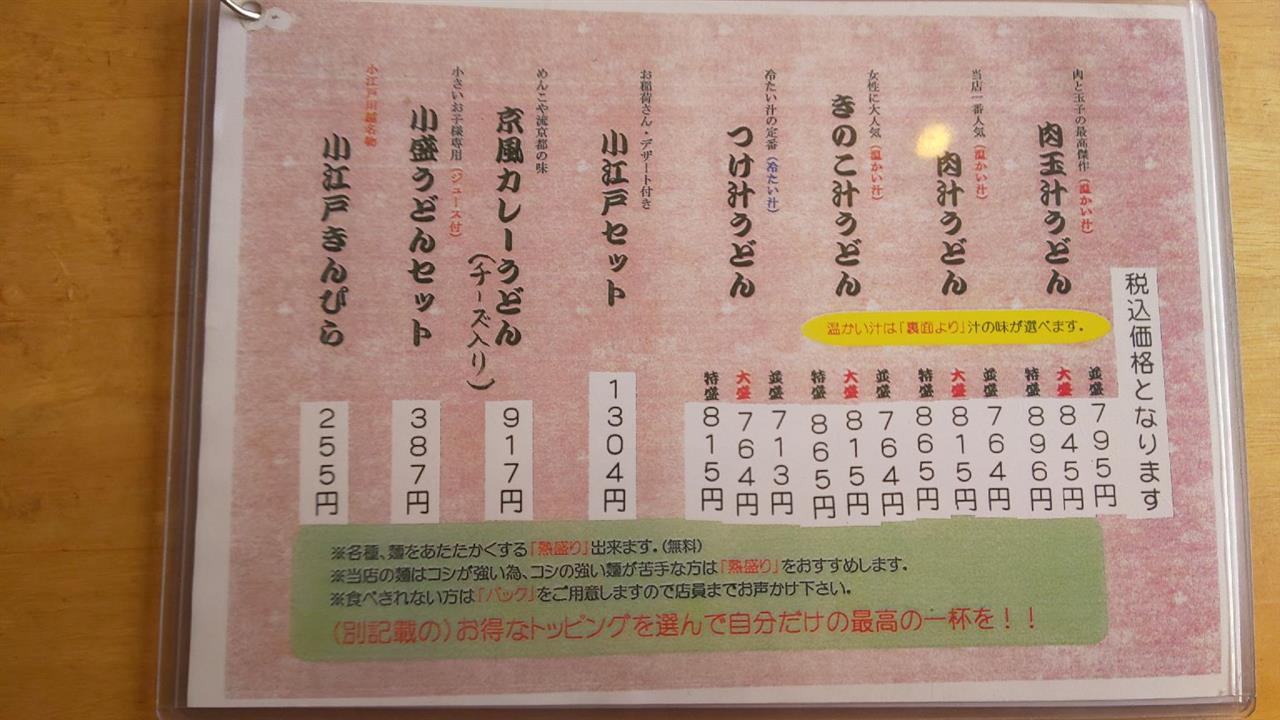 税込価格となります
肉と玉子の最高傑作（温かい汁）
肉玉汁うどん
並盛 795円
大盛 845円
特盛 896円
当店一番人気（温かい汁）
肉汁うどん
並盛 764円
大盛 815円
特盛 865円
女性に大人気（温かい汁）
きのこ汁うどん
並盛 764円
大盛 815円
特盛 865円
温かい汁は「裏面より」汁の味が選べます。
冷たい汁の定番（冷たい汁）
つけ汁うどん
並盛 713円
大盛 764円
特盛 815円
お稲荷さん・デザート付き
小江戸セット
1304円
めんこや流京都の味
京風カレーうどん
（チーズ入り）
917円
小さいお子様専用（ジュース付）
小盛うどんセット
387円
小江戸川越名物
小江戸きんぴら
255円
※各種、麺をあたたかくする「熱盛り」出来ます。（無料）
※当店の麺はコシが強い為、コシの強い麺が苦手な方は「熱盛り」をおすすめします。
※食べきれない方は「パック」をご用意しますので店員までお声かけ下さい。
（別記載の）お得なトッピングを選んで自分だけの最高の一杯を！！